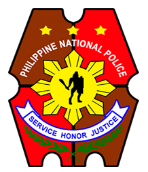 PHILIPPINE NATIONAL POLICE
SERVICE HONOR JUSTICE